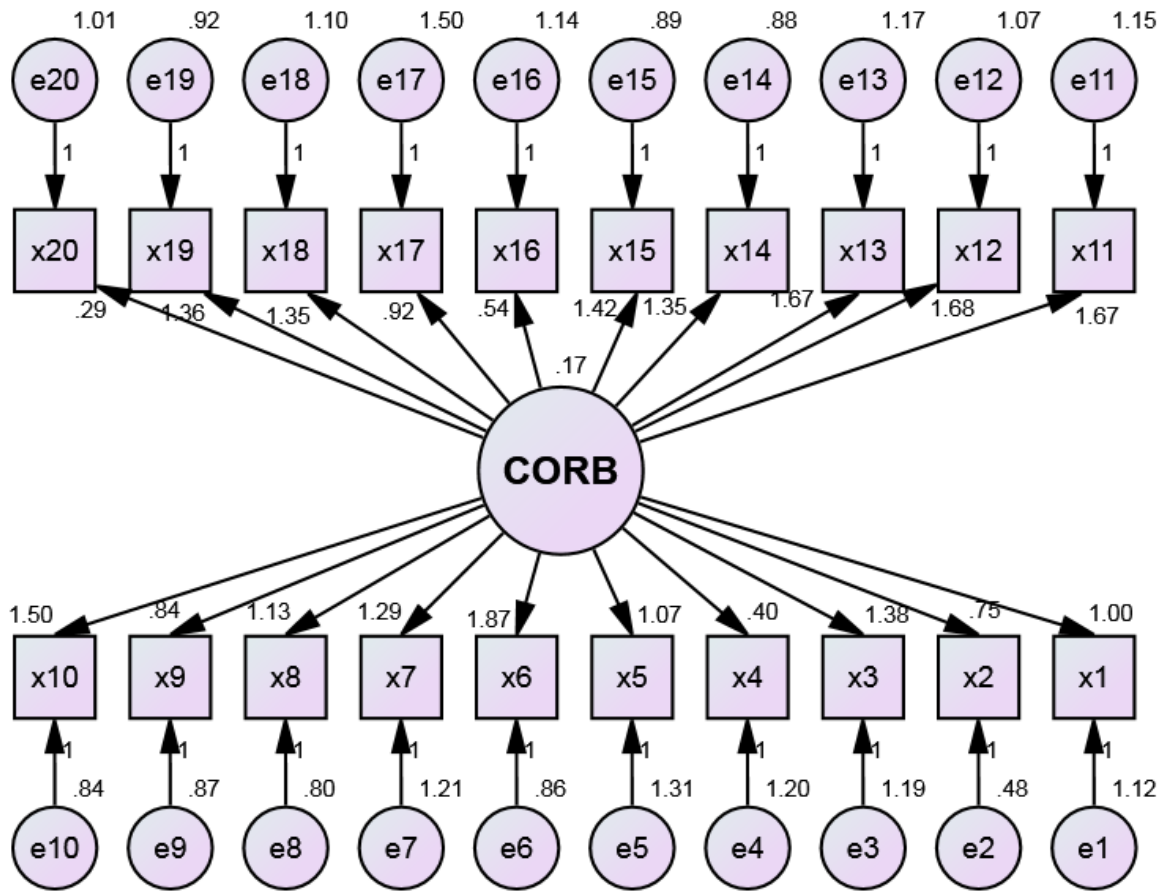 1.01 .92 1.10 1.50 1.14 .89 .88 1.17 1.07 1.15
e20 e19 e18 e17 e16 e15 e14 e13 e12 e11
1 1 1 1 1 1 1 1 1 1
x20 x19 x18 x17 x16 x15 x14 x13 x12 x11
.29 1.36 1.35 .92 .54 1.42 1.35 1.67 1.68 1.67
.17
CORB
1.50 .84 1.13 1.29 1.87 1.07 .40 1.38 .75 1.00
x10 x9 x8 x7 x6 x5 x4 x3 x2 x1
1 1 1 1 1 1 1 1 1 1
.84 .87 .80 1.21 .86 1.31 1.20 1.19 .48 1.12
e10 e9 e8 e7 e6 e5 e4 e3 e2 e1